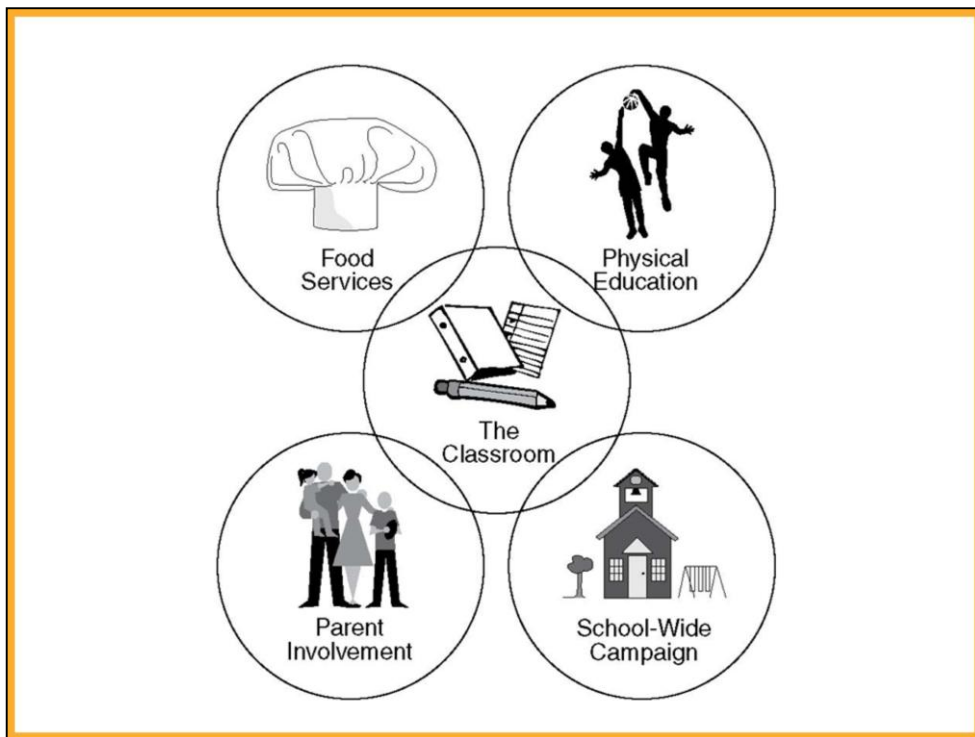 Food
Services
Physical
Education
The
Classroom
Parent
Involvement
School-Wide
Campaign